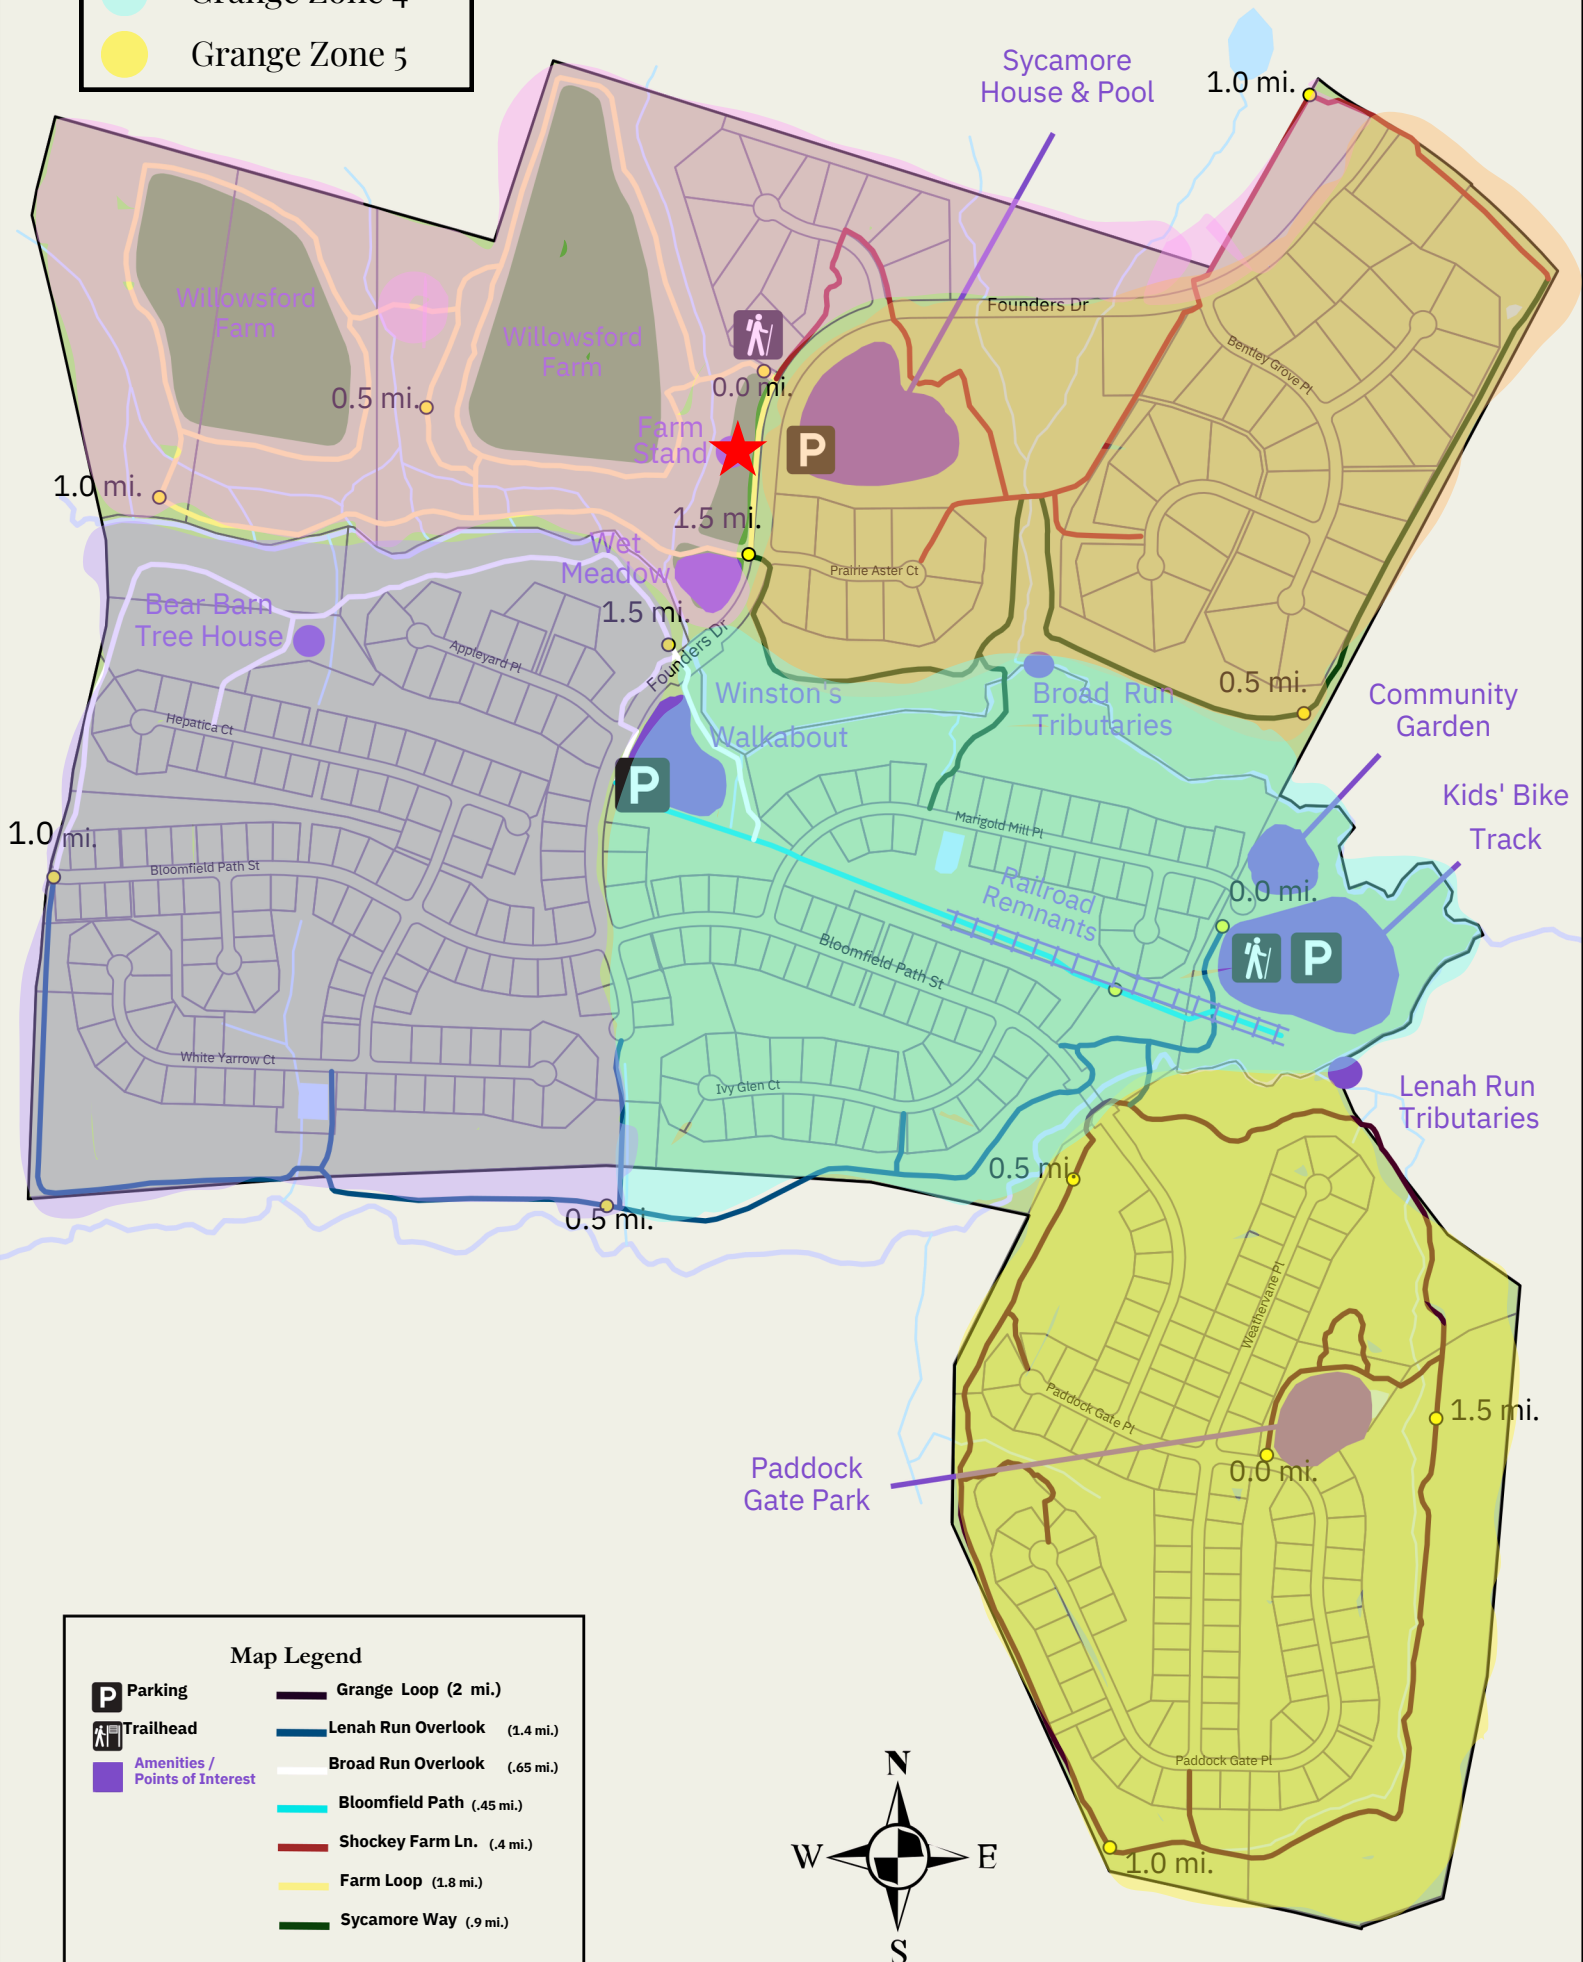 Grange Zone 4
Grange Zone 5
Sycamore
House & Pool
1.0 mi.
Founders Dr
Willowsford
Farm
Willowsford
Farm
Bentley Grove Pl
0.0 mi.
0.5 mi.
Farm
Stand
P
1.0 mi.
1.5 mi.
Wet
Meadow
Prairie Aster Ct
Bear Barn
Tree House
1.5 mi.
Appleyard Pl
Founders Dr
Winston's
Walkabout
Broad Run
Tributaries
0.5 mi.
Community
Garden
Hepatica Ct
P
Kids' Bike
Track
1.0 mi.
Marigold Mill Pl
Bloomfield Path St
Railroad
Remnants
0.0 mi.
Bloomfield Path St
P
White Yarrow Ct
Ivy Glen Ct
Lenah Run
Tributaries
0.5 mi.
0.5 mi.
Weathervane Pl
Paddock Gate Pl
1.5 mi.
Paddock
Gate Park
0.0 mi.
Paddock Gate Pl
1.0 mi.
Map Legend
P Parking
Trailhead
Amenities /
Points of Interest
Grange Loop (2 mi.)
Lenah Run Overlook (1.4 mi.)
Broad Run Overlook (.65 mi.)
Bloomfield Path (.45 mi.)
Shockey Farm Ln. (.4 mi.)
Farm Loop (1.8 mi.)
Sycamore Way (.9 mi.)
N
W E
S